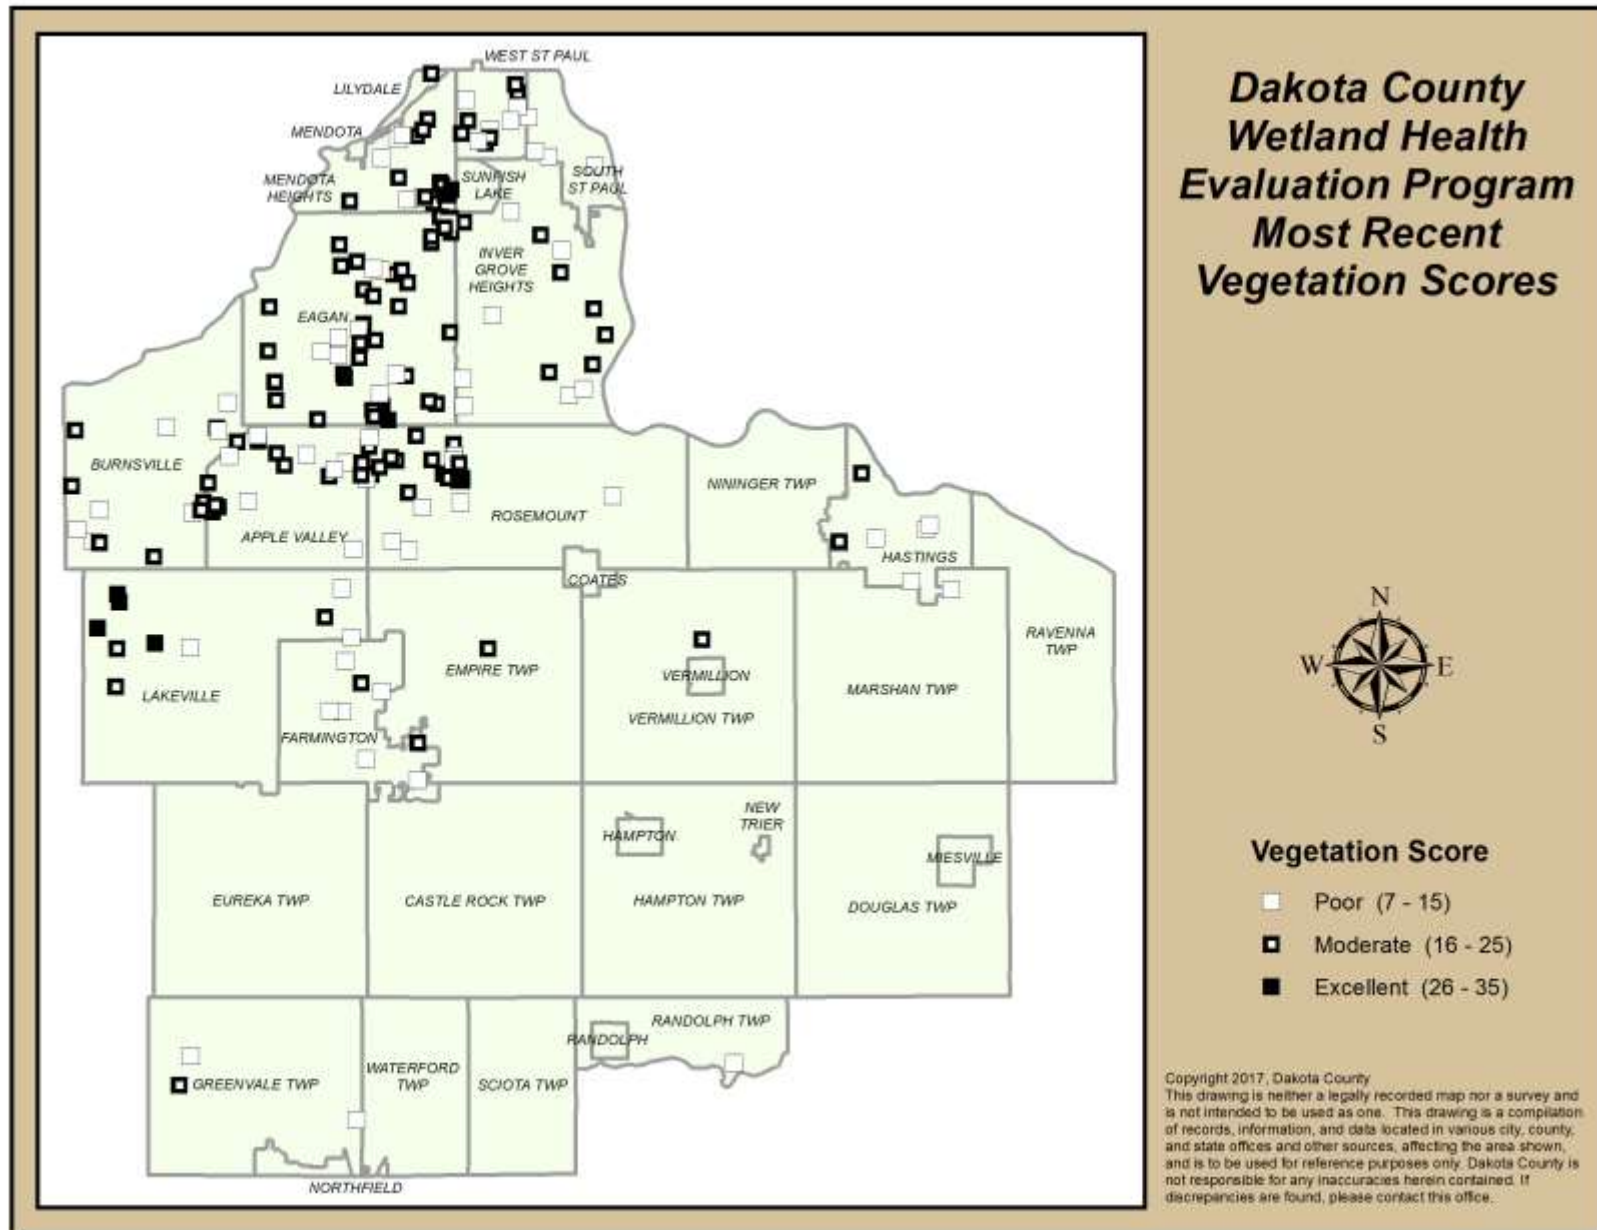 Dakota County
Wetland Health
Evaluation Program
Most Recent
Vegetation Scores
WEST ST PAUL
LILYDALE
MENDOTA
MENDOTA
HEIGHTS
SUNFISH
LAKE
SOUTH
ST PAUL
INVER
GROVE
HEIGHTS
EAGAN
BURNSVILLE
APPLE VALLEY
ROSEMOUNT
NININGER TWP
HASTINGS
COATES
RAVENNA
TWP
EMPIRE TWP
VERMILLION
MARSHAN TWP
LAKEVILLE
VERMILLION TWP
FARMINGTON
HAMPTON
NEW
TRIER
MIESVILLE
EUREKA TWP
CASTLE ROCK TWP
HAMPTON TWP
DOUGLAS TWP
RANDOLPH TWP
RANDOLPH
GREENVALE TWP
WATERFORD
TWP
SCIOTA TWP
NORTHFIELD
N
W
E
S
Vegetation Score
Poor (7 - 15)
Moderate (16 - 25)
Excellent (26 - 35)
Copyright 2017, Dakota County
This drawing is neither a legally recorded map nor a survey and
is not intended to be used as one. This drawing is a compilation
of records, information, and data located in various city, county,
and state offices and other sources, affecting the area shown,
and is to be used for reference purposes only. Dakota County is
not responsible for any inaccuracies herein contained. If
discrepancies are found, please contact this office.